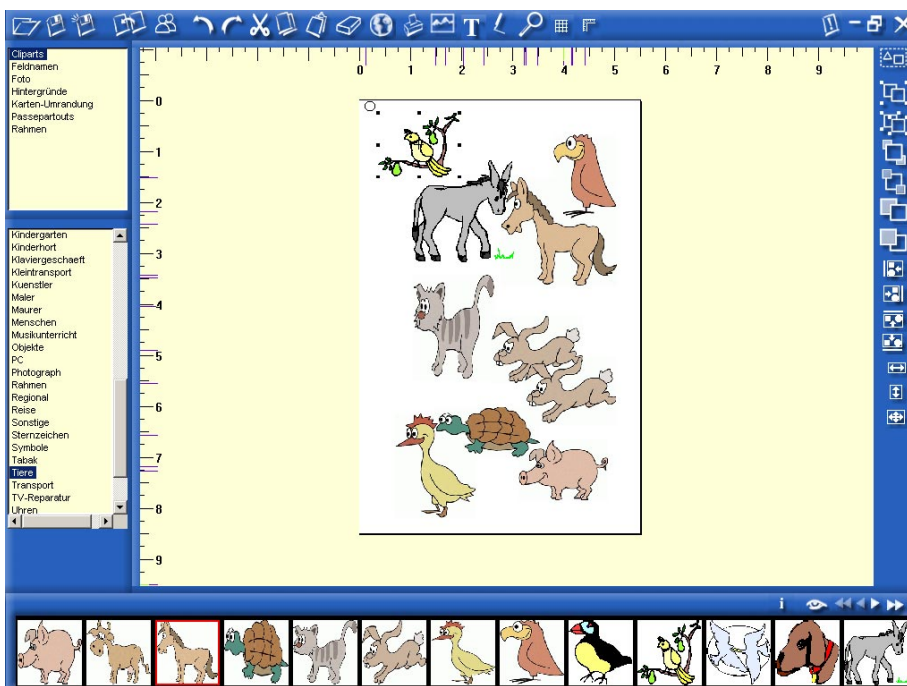 T
0 1 2 3 4 5 6 7 8 9
Cliparts
Feldnamen
Foto
Hintergründe
Karten-Umrandung
Passepartouts
Rahmen
0
1
2
3
4
5
6
7
8
9
Kindergarten
Kinderhort
Klaviergeschaeft
Kleintransport
Kuenstler
Maler
Maurer
Menschen
Musikunterricht
Objekte
PC
Photograph
Rahmen
Regional
Reise
Sonstige
Sternzeichen
Symbole
Tabak
Tiere
Transport
TV-Reparatur
Uhren
i